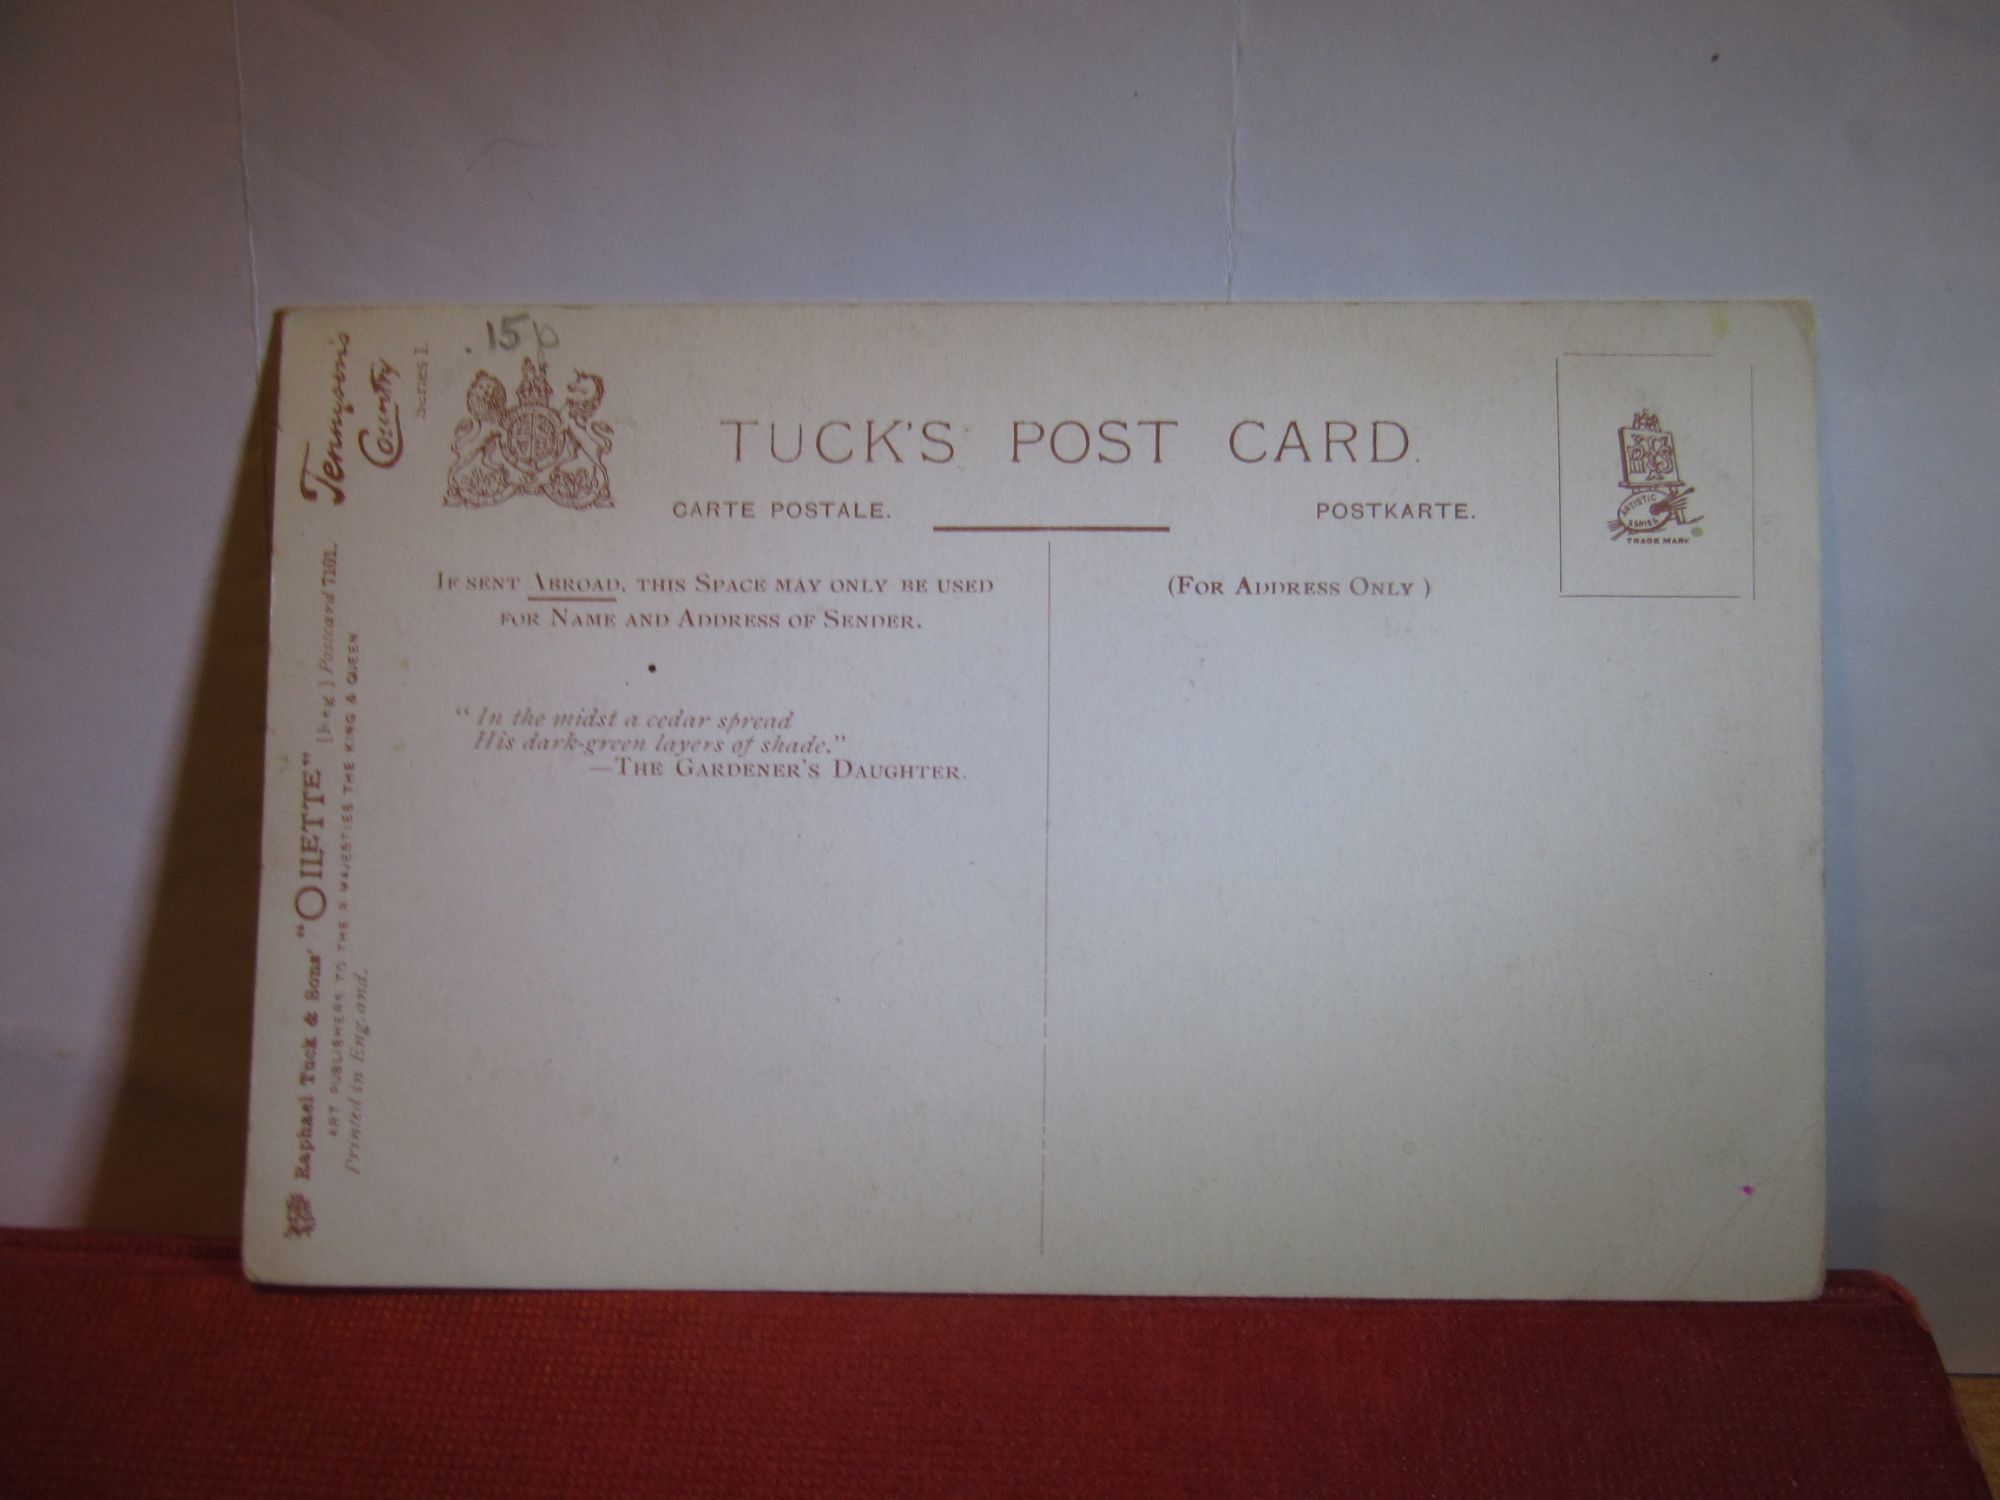 .15p
TUCK'S POST CARD.
CARTE POSTALE.
POSTKARTE.
ARTISTIC
SERIES
TRADE MARK
IF SENT ABROAD, THIS SPACE MAY ONLY BE USED
FOR NAME AND ADDRESS OF SENDER.
(FOR ADDRESS ONLY )
“ In the midst a cedar spread
His dark-green layers of shade.”
—THE GARDENER'S DAUGHTER.
Tennyson's
Country
Series I.
Raphael Tuck & Sons' “OILETTE” [Regd] Postcard 7101.
ART PUBLISHERS TO THEIR MAJESTIES THE KING & QUEEN
Printed in England.